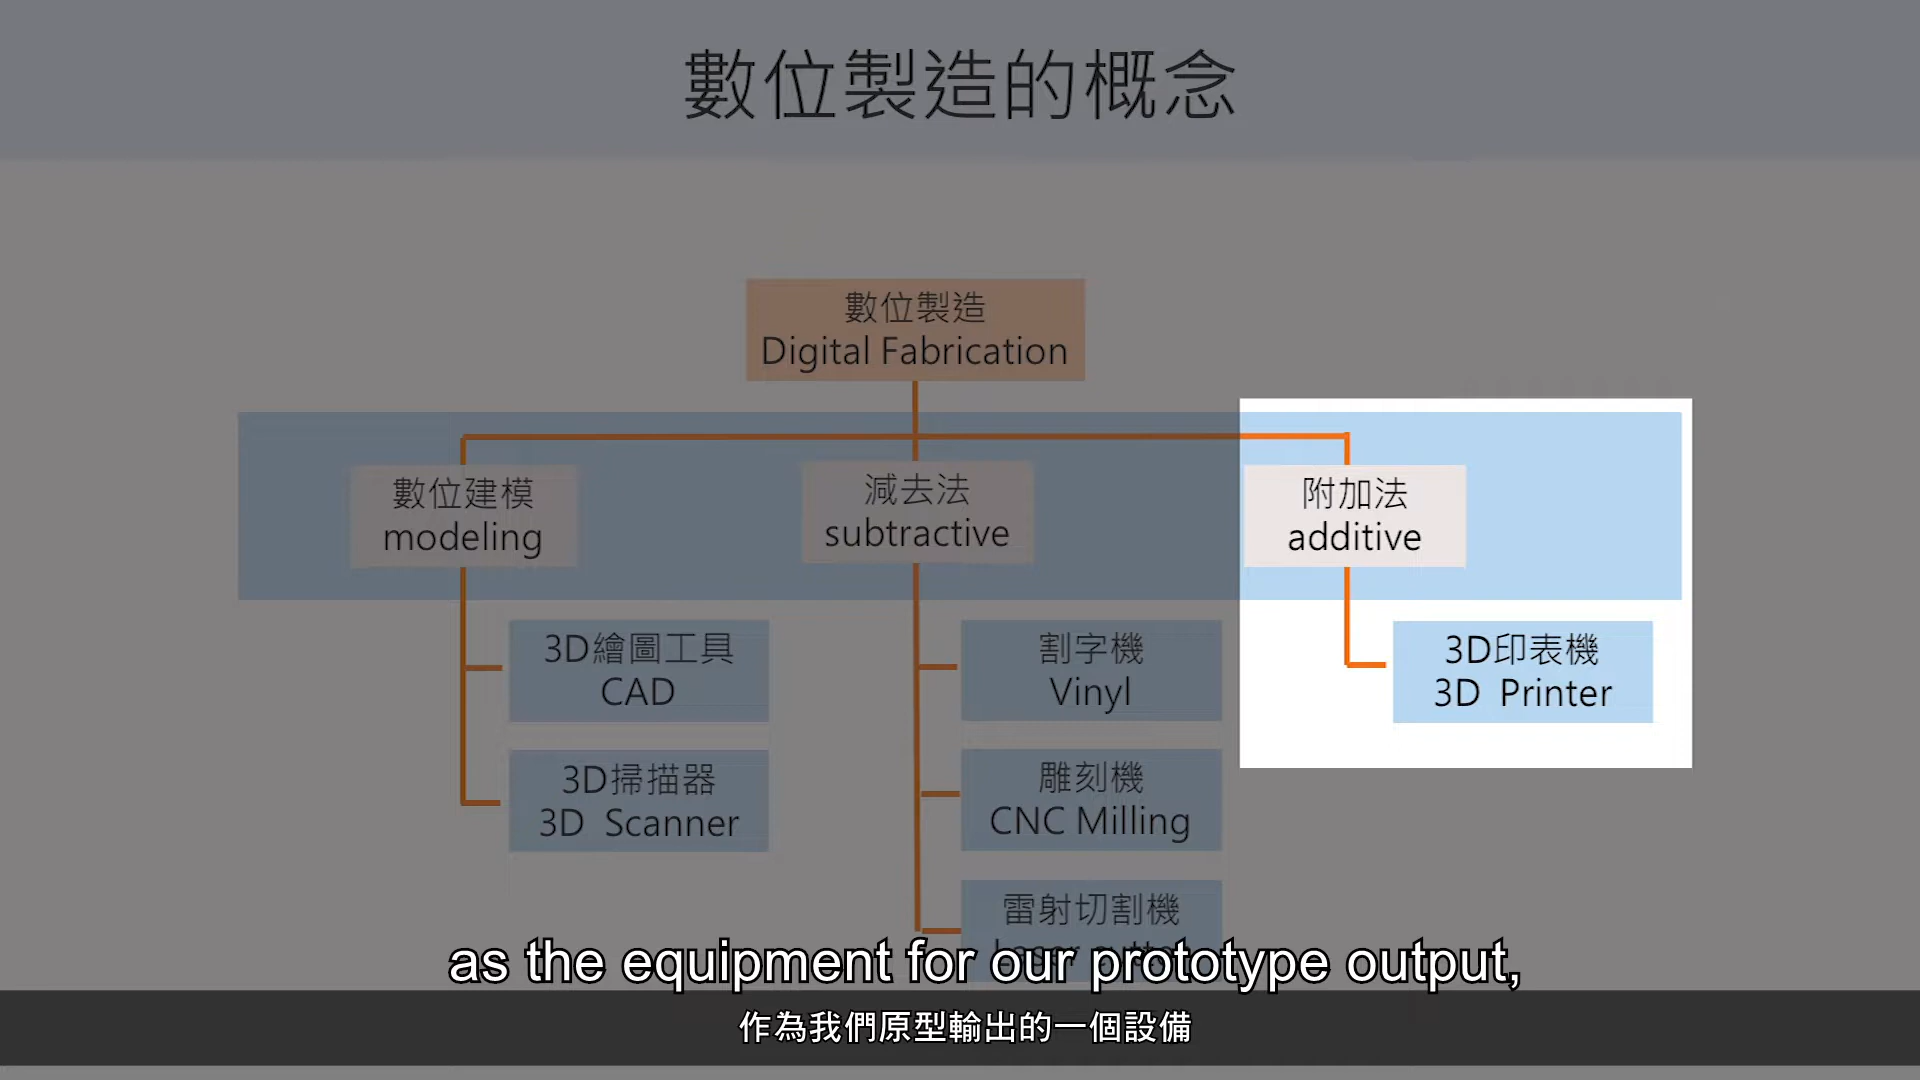 數位製造的概念
數位製造
Digital Fabrication
數位建模
modeling
減去法
subtractive
附加法
additive
3D繪圖工具
CAD
3D掃描器
3D Scanner
割字機
Vinyl
雕刻機
CNC Milling
雷射切割機
3D印表機
3D Printer
as the equipment for our prototype output,
作為我們原型輸出的一個設備